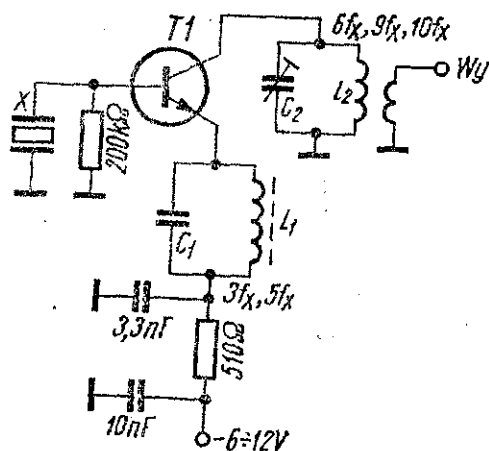 T1
6fx, 9fx, 10fx
X
200kΩ
C2
L2
Wy
C1
L1
3fx, 5fx
3,3nF
510Ω
10nF
-6÷12V